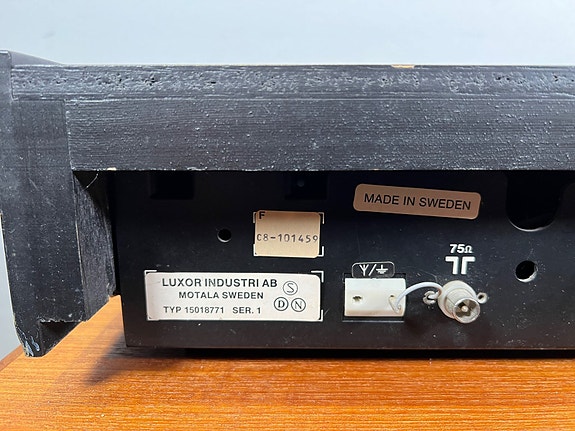 MADE IN SWEDEN
F
C8-101459
75Ω
LUXOR INDUSTRI AB
MOTALA SWEDEN
S
D N
TYP 15018771 SER. 1